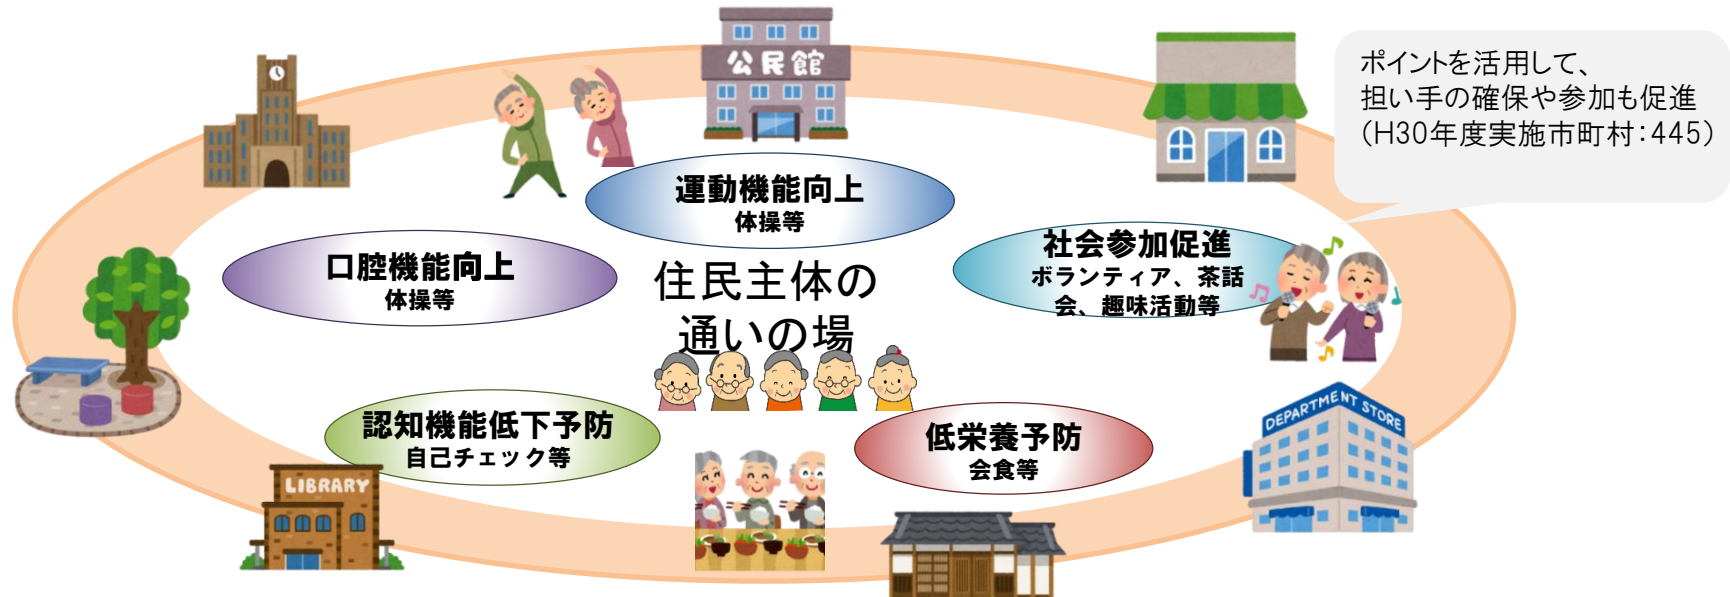 公民館
ポイントを活用して、
担い手の確保や参加も促進
（H30年度実施市町村：445）
運動機能向上
体操等
口腔機能向上
体操等
社会参加促進
ボランティア、茶話
会、趣味活動等
住民主体の
通いの場
認知機能低下予防
自己チェック等
低栄養予防
会食等
DEPARTMENT STORE
LIBRARY